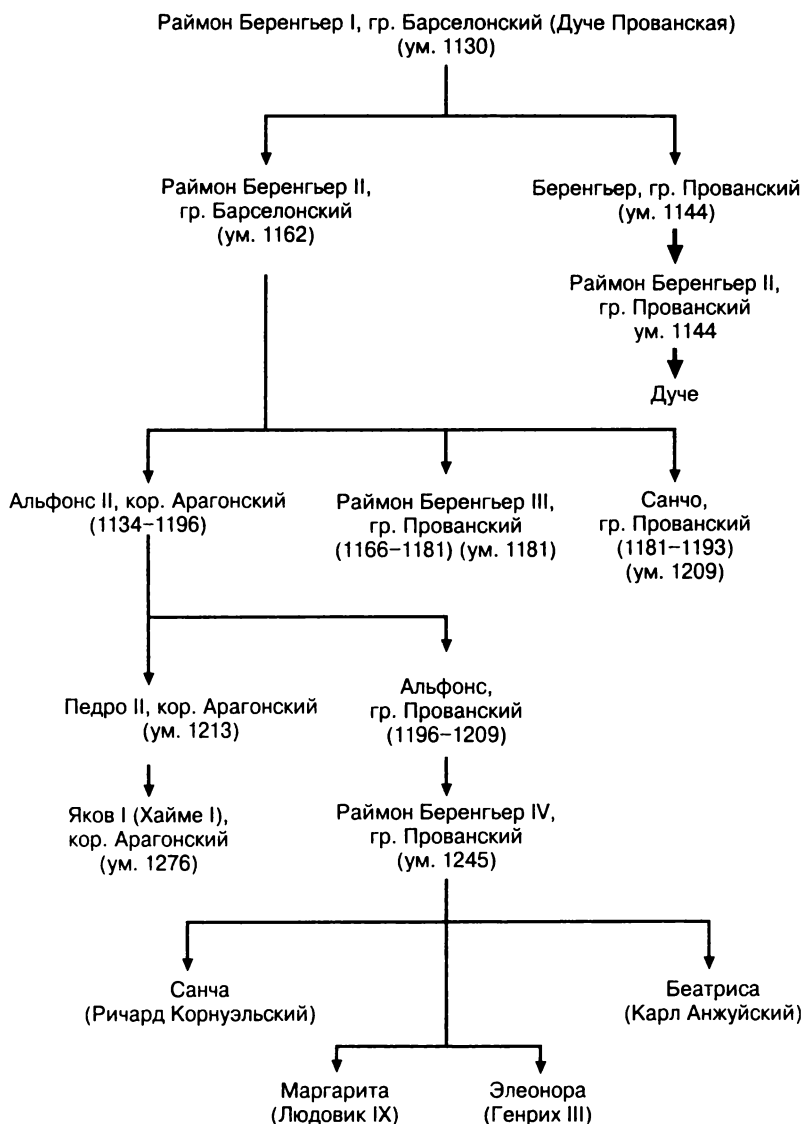 Раймон Беренгьер I, гр. Барселонский (Дуче Прованская)
(ум. 1130)
Раймон Беренгьер II,
гр. Барселонский
(ум. 1162)
Беренгьер, гр. Прованский
(ум. 1144)
Раймон Беренгьер II,
гр. Прованский
ум. 1144
Дуче
Альфонс II, кор. Арагонский
(1134–1196)
Раймон Беренгьер III,
гр. Прованский
(1166–1181) (ум. 1181)
Санчо,
гр. Прованский
(1181–1193)
(ум. 1209)
Педро II, кор. Арагонский
(ум. 1213)
Альфонс,
гр. Прованский
(1196–1209)
Яков I (Хайме I),
кор. Арагонский
(ум. 1276)
Раймон Беренгьер IV,
гр. Прованский
(ум. 1245)
Санча
(Ричард Корнуэльский)
Беатриса
(Карл Анжуйский)
Маргарита
(Людовик IX)
Элеонора
(Генрих III)